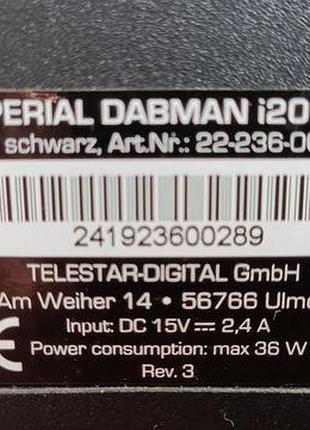 PERIAL DABMAN i20
schwarz, Art.Nr.: 22-236-0
241923600289
TELESTAR-DIGITAL GmbH
Am Weiher 14 • 56766 Ulme
Input: DC 15V ⎓ 2,4 A
Power consumption: max 36 W
Rev. 3